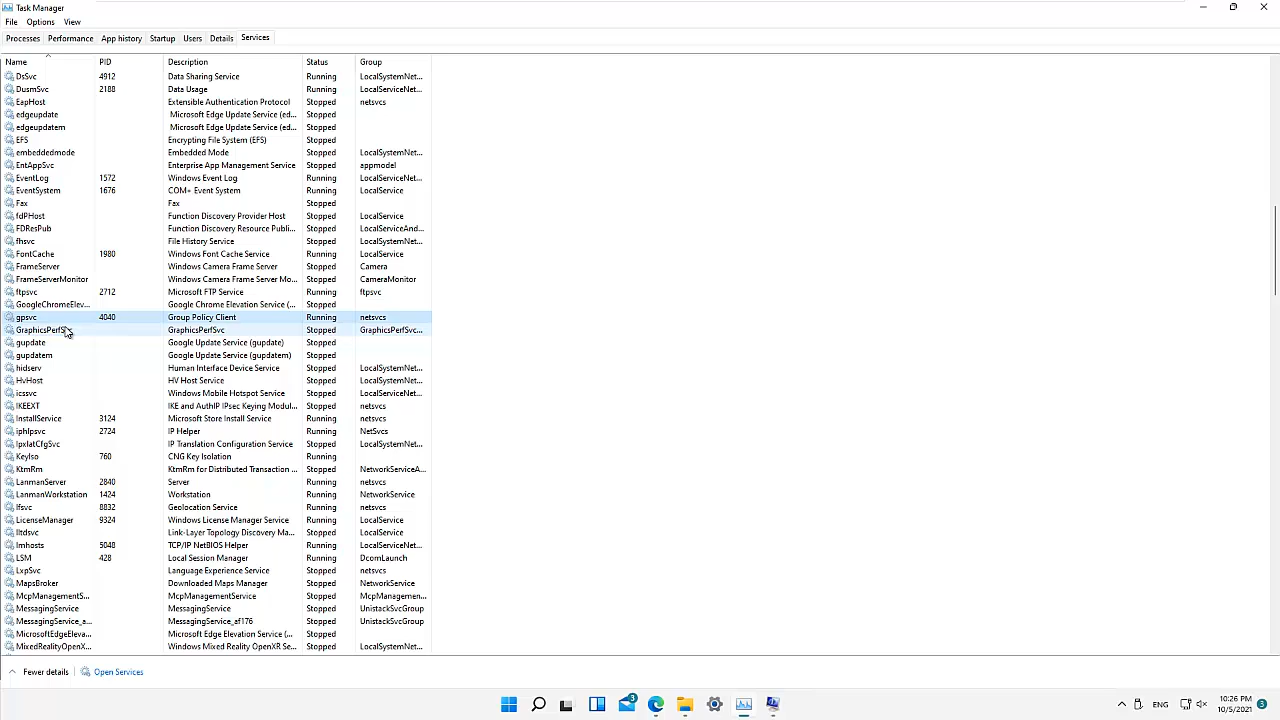 Task Manager
File Options View
Processes Performance App history Startup Users Details Services
Name PID Description Status Group
DsSvc 4912 Data Sharing Service Running LocalSystemNet...
DusmSvc 2188 Data Usage Running LocalServiceNet...
EapHost Extensible Authentication Protocol Stopped netsvcs
edgeupdate Microsoft Edge Update Service (ed... Stopped
edgeupdatem Microsoft Edge Update Service (ed... Stopped
EFS Encrypting File System (EFS) Stopped
embeddedmode Embedded Mode Stopped LocalSystemNet...
EntAppSvc Enterprise App Management Service Stopped appmodel
EventLog 1572 Windows Event Log Running LocalServiceNet...
EventSystem 1676 COM+ Event System Running LocalService
Fax Fax Stopped
fdPHost Function Discovery Provider Host Stopped LocalService
FDResPub Function Discovery Resource Publi... Stopped LocalServiceAnd...
fhsvc File History Service Stopped LocalSystemNet...
FontCache 1980 Windows Font Cache Service Running LocalService
FrameServer Windows Camera Frame Server Stopped Camera
FrameServerMonitor Windows Camera Frame Server Mo... Stopped CameraMonitor
ftpsvc 2712 Microsoft FTP Service Running ftpsvc
GoogleChromeElev... Google Chrome Elevation Service (... Stopped
gpsvc 4040 Group Policy Client Running netsvcs
GraphicsPerfSvc GraphicsPerfSvc Stopped GraphicsPerfSvc...
gupdate Google Update Service (gupdate) Stopped
gupdatem Google Update Service (gupdatem) Stopped
hidserv Human Interface Device Service Stopped LocalSystemNet...
HvHost HV Host Service Stopped LocalSystemNet...
icssvc Windows Mobile Hotspot Service Stopped LocalServiceNet...
IKEEXT IKE and AuthIP IPsec Keying Modul... Stopped netsvcs
InstallService 3124 Microsoft Store Install Service Running netsvcs
iphlpsvc 2724 IP Helper Running NetSvcs
IpxlatCfgSvc IP Translation Configuration Service Stopped LocalSystemNet...
KeyIso 760 CNG Key Isolation Running
KtmRm KtmRm for Distributed Transaction ... Stopped NetworkServiceA...
LanmanServer 2840 Server Running netsvcs
LanmanWorkstation 1424 Workstation Running NetworkService
lfsvc 8832 Geolocation Service Running netsvcs
LicenseManager 9324 Windows License Manager Service Running LocalService
lltdsvc Link-Layer Topology Discovery Ma... Stopped LocalService
lmhosts 5048 TCP/IP NetBIOS Helper Running LocalServiceNet...
LSM 428 Local Session Manager Running DcomLaunch
LxpSvc Language Experience Service Stopped netsvcs
MapsBroker Downloaded Maps Manager Stopped NetworkService
McpManagementS... McpManagementService Stopped McpManagemen...
MessagingService MessagingService Stopped UnistackSvcGroup
MessagingService_a... MessagingService_af176 Stopped UnistackSvcGroup
MicrosoftEdgeEleva... Microsoft Edge Elevation Service (... Stopped
MixedRealityOpenX... Windows Mixed Reality OpenXR Se... Stopped LocalSystemNet...
Fewer details Open Services
3
ENG
10:26 PM
10/5/2021
3